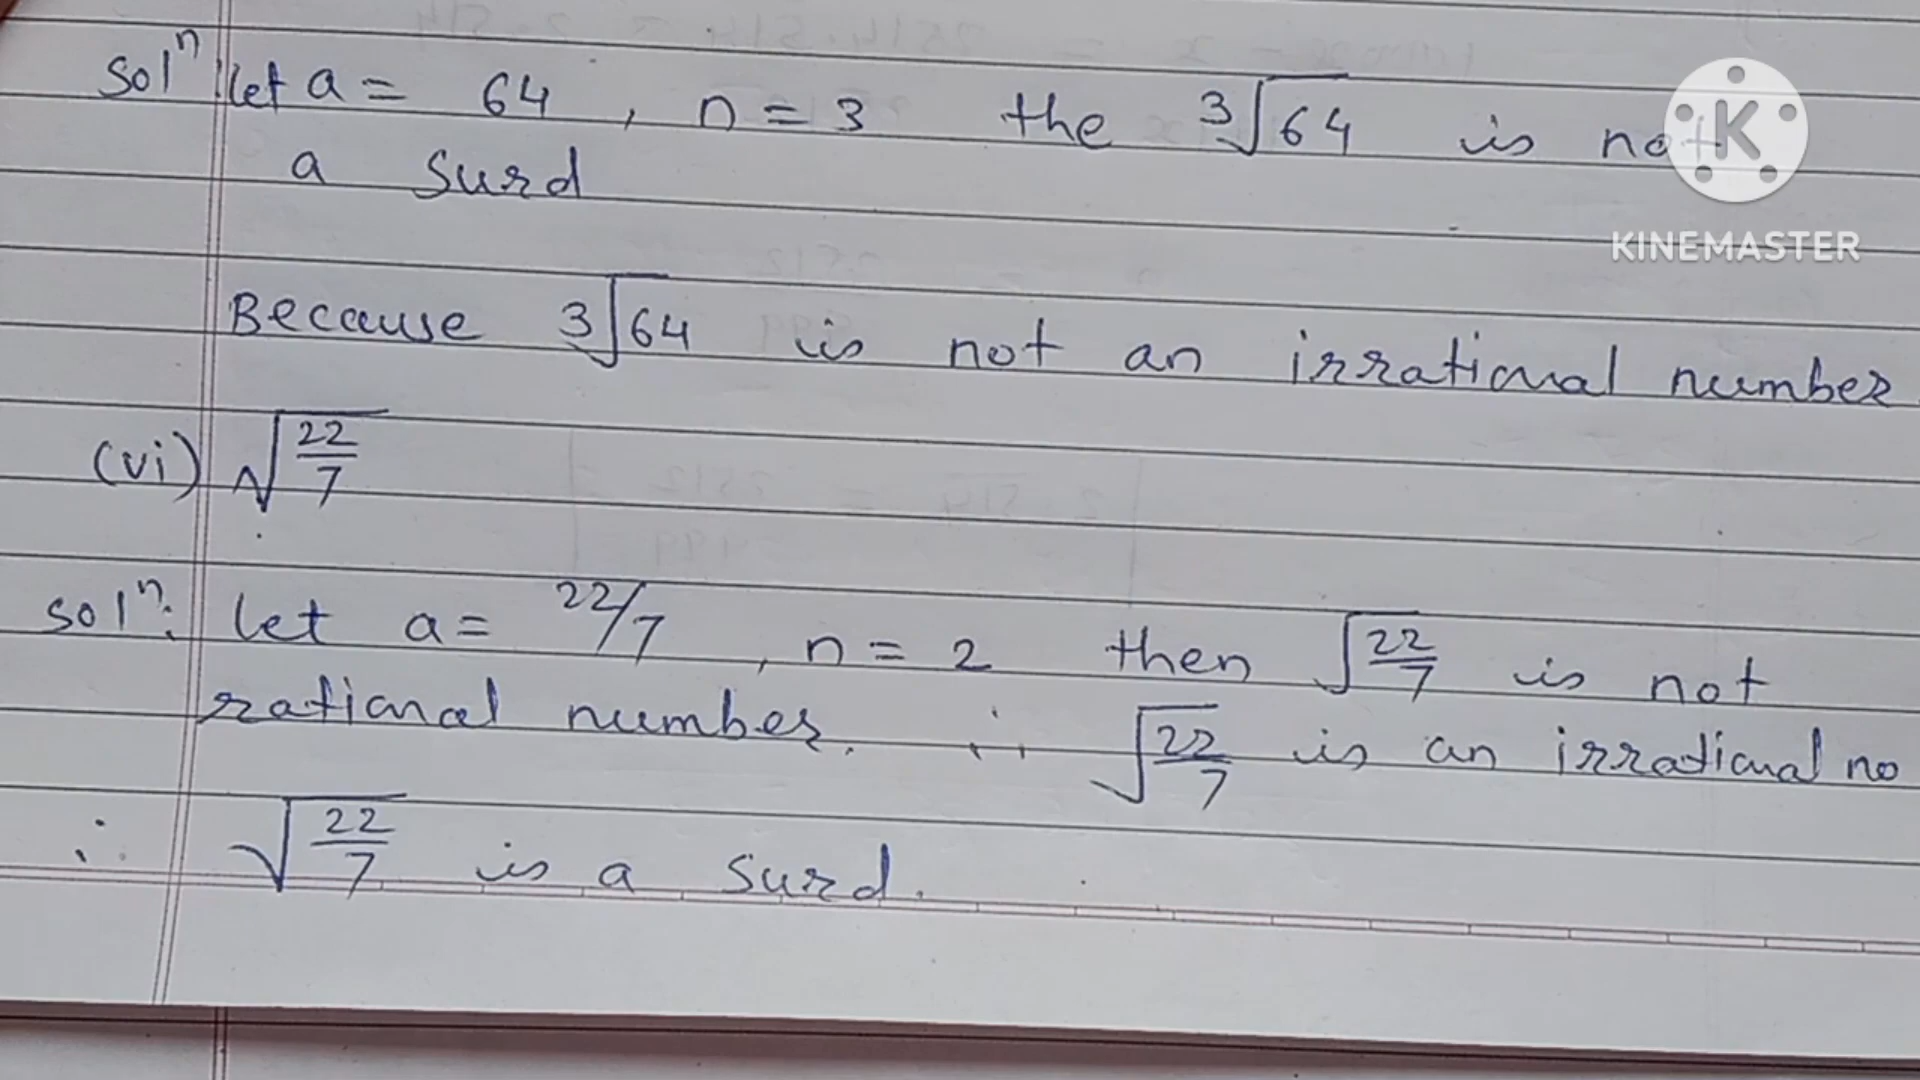 Solⁿ: let a = 64, n = 3 the ∛64 is not
a surd
Because ∛64 is not an irrational number
(vi) √22/7
Solⁿ: let a = 22/7, n = 2 then √22/7 is not
rational number. ∴ √22/7 is an irrational no
∴ √22/7 is a surd.
K
KINEMASTER